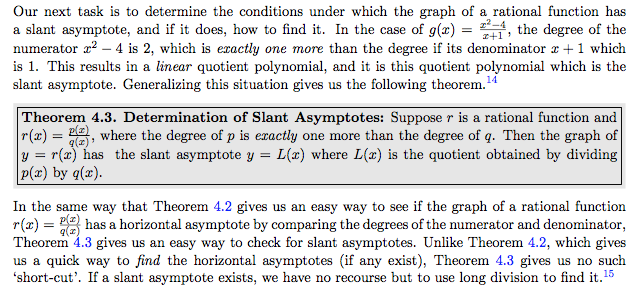 Our next task is to determine the conditions under which the graph of a rational function has
a slant asymptote, and if it does, how to find it. In the case of g(x) = \frac{x^2-4}{x+1}, the degree of the
numerator x² − 4 is 2, which is exactly one more than the degree if its denominator x + 1 which
is 1. This results in a linear quotient polynomial, and it is this quotient polynomial which is the
slant asymptote. Generalizing this situation gives us the following theorem.¹⁴
Theorem 4.3. Determination of Slant Asymptotes: Suppose r is a rational function and
r(x) = \frac{p(x)}{q(x)}, where the degree of p is exactly one more than the degree of q. Then the graph of
y = r(x) has the slant asymptote y = L(x) where L(x) is the quotient obtained by dividing
p(x) by q(x).
In the same way that Theorem 4.2 gives us an easy way to see if the graph of a rational function
r(x) = \frac{p(x)}{q(x)} has a horizontal asymptote by comparing the degrees of the numerator and denominator,
Theorem 4.3 gives us an easy way to check for slant asymptotes. Unlike Theorem 4.2, which gives
us a quick way to find the horizontal asymptotes (if any exist), Theorem 4.3 gives us no such
‘short-cut’. If a slant asymptote exists, we have no recourse but to use long division to find it.¹⁵